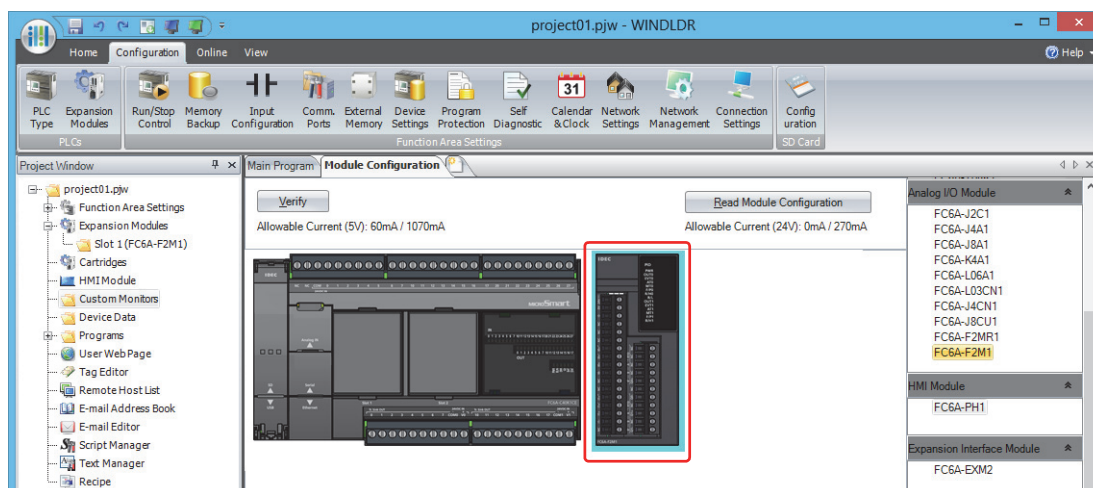 project01.pjw - WINDLDR
Home Configuration Online View
Help
PLC Type
Expansion Modules
Run/Stop Control
Memory Backup
Input Configuration
Comm. Ports
External Memory
Device Settings
Program Protection
Self Diagnostic
31
Calendar & Clock
Network Settings
Network Management
Connection Settings
Config uration
PLCs
Function Area Settings
SD Card
Project Window
project01.pjw
Function Area Settings
Expansion Modules
Slot 1 (FC6A-F2M1)
Cartridges
HMI Module
Custom Monitors
Device Data
Programs
User Web Page
Tag Editor
Remote Host List
E-mail Address Book
E-mail Editor
Script Manager
Text Manager
Recipe
Main Program
Module Configuration
Verify
Read Module Configuration
Allowable Current (5V): 60mA / 1070mA
Allowable Current (24V): 0mA / 270mA
MICROSmart
Analog I/O Module
FC6A-J2C1
FC6A-J4A1
FC6A-J8A1
FC6A-K4A1
FC6A-L06A1
FC6A-L03CN1
FC6A-J4CN1
FC6A-J8CU1
FC6A-F2MR1
FC6A-F2M1
HMI Module
FC6A-PH1
Expansion Interface Module
FC6A-EXM2